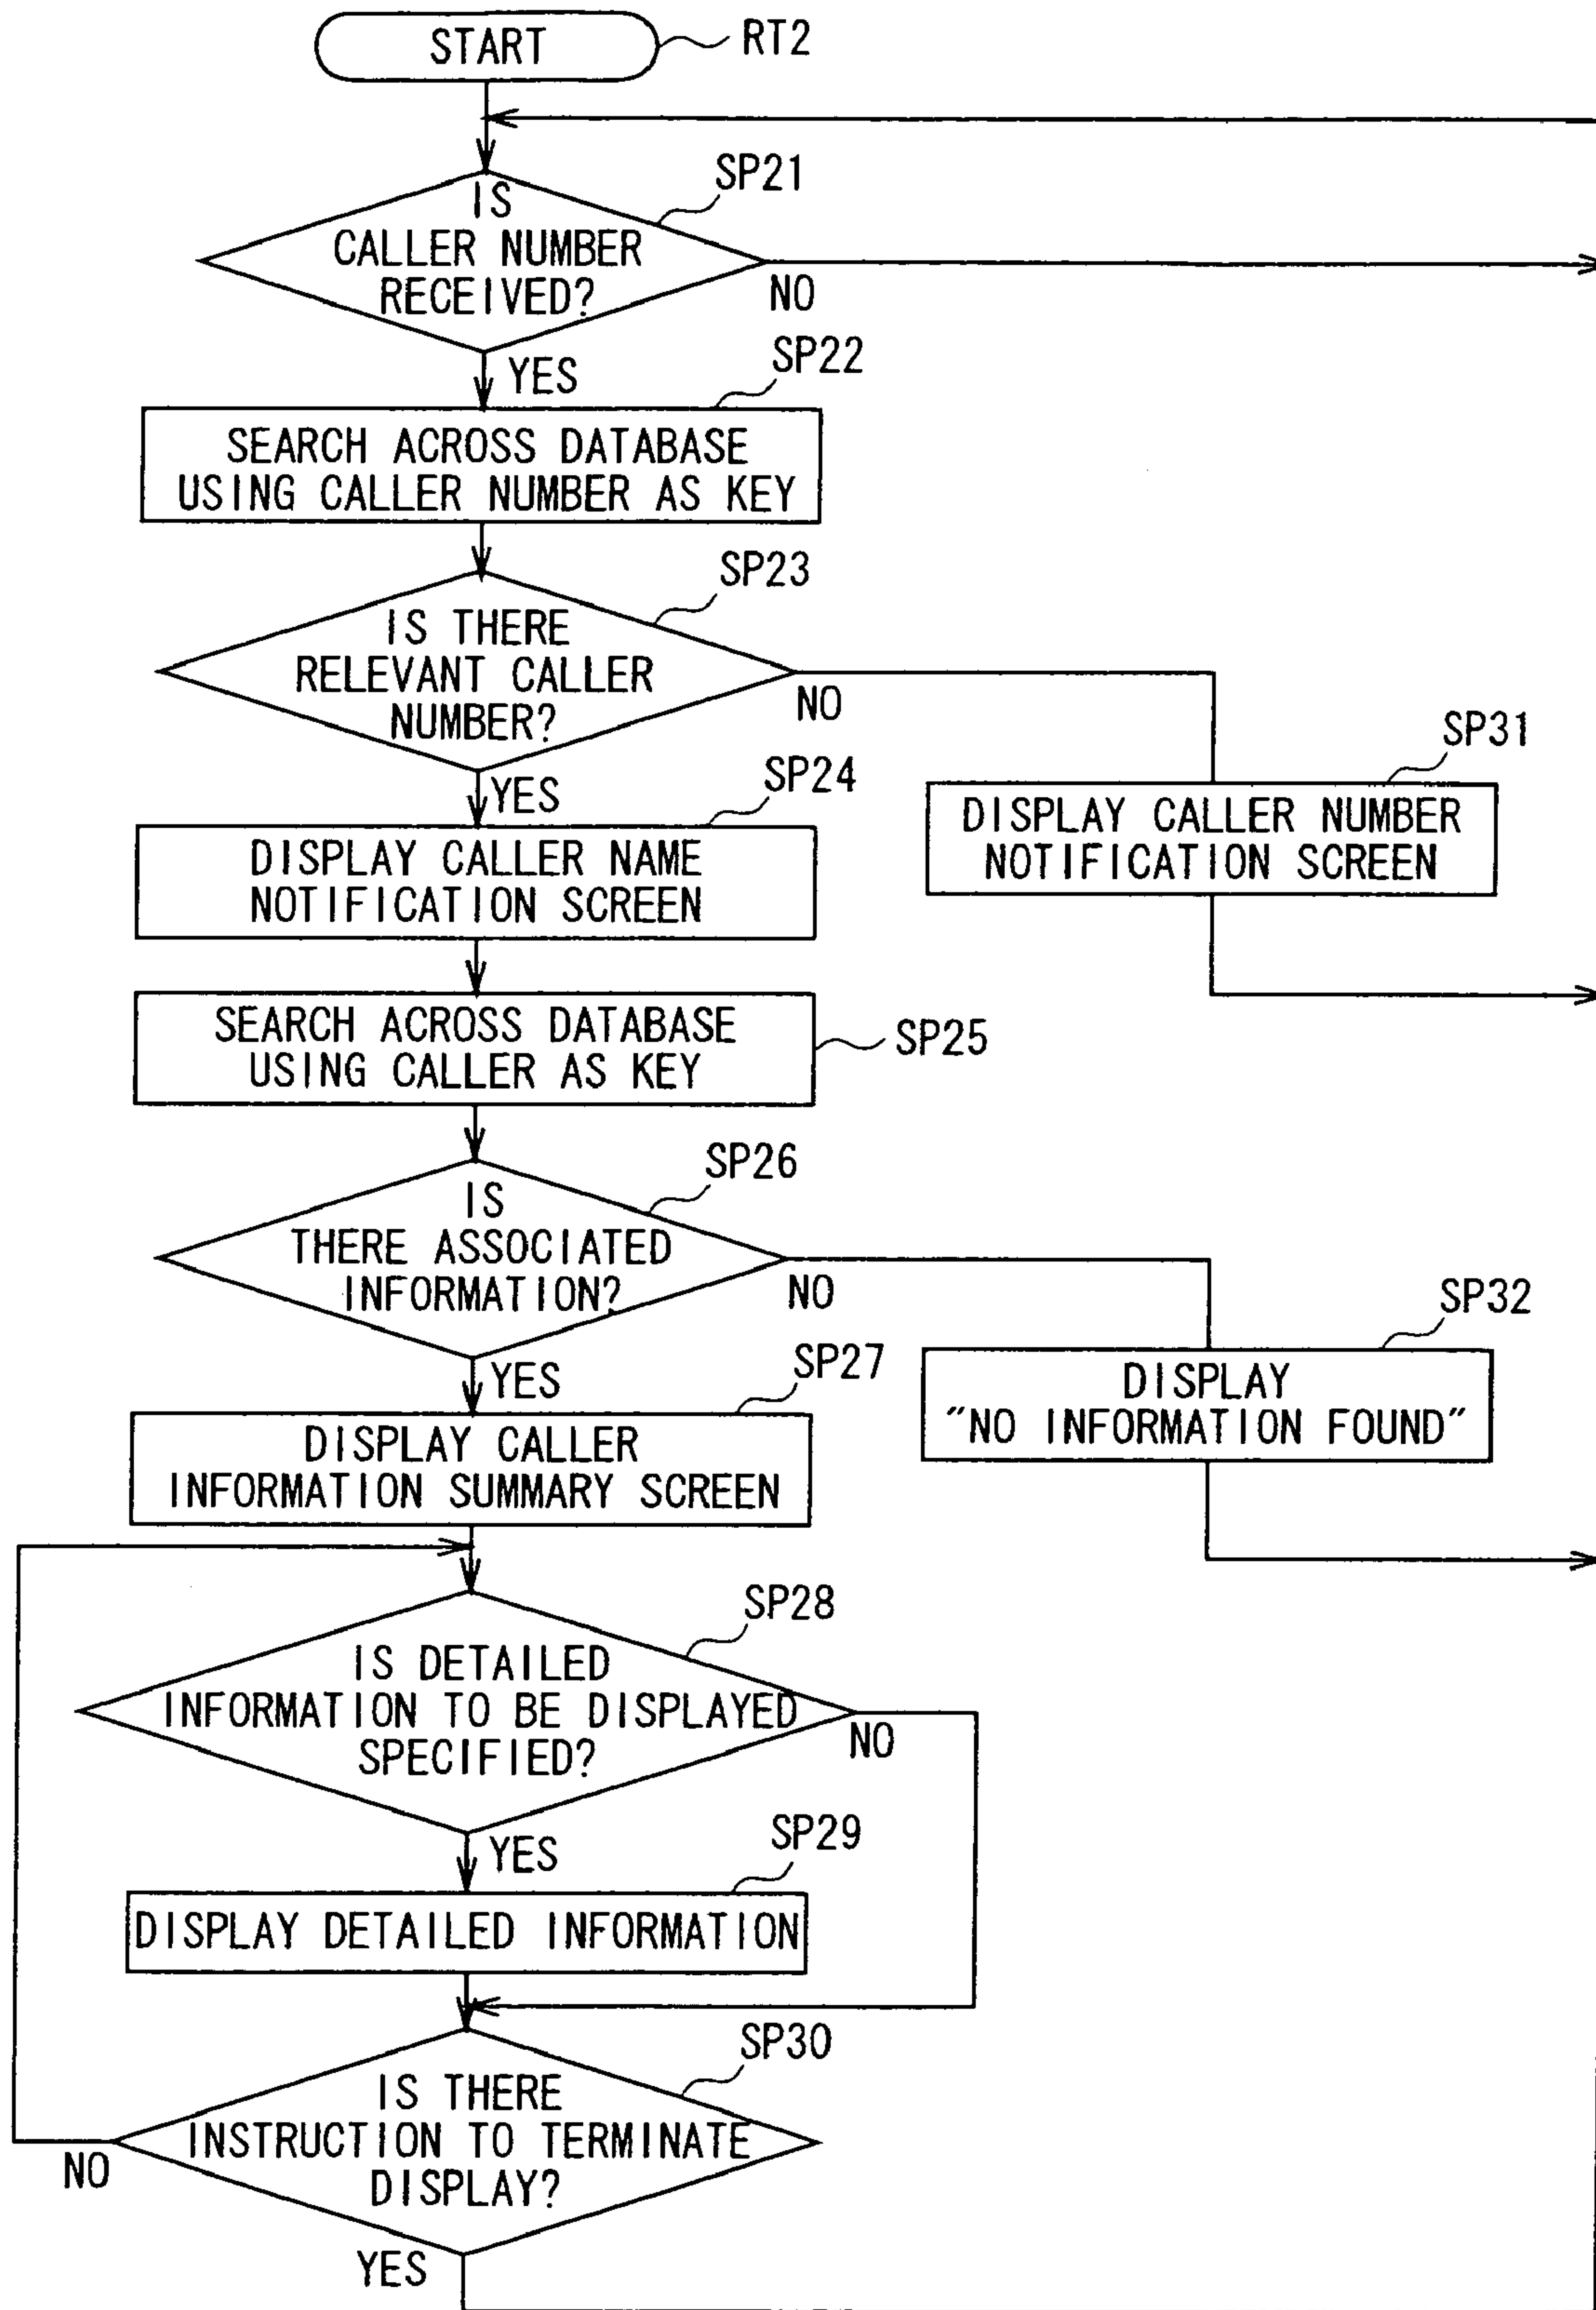 START
RT2
SP21
IS
CALLER NUMBER
RECEIVED?
NO
YES
SP22
SEARCH ACROSS DATABASE
USING CALLER NUMBER AS KEY
SP23
IS THERE
RELEVANT CALLER
NUMBER?
NO
YES
SP31
DISPLAY CALLER NUMBER
NOTIFICATION SCREEN
SP24
DISPLAY CALLER NAME
NOTIFICATION SCREEN
SEARCH ACROSS DATABASE
USING CALLER AS KEY
SP25
SP26
IS
THERE ASSOCIATED
INFORMATION?
NO
YES
SP32
DISPLAY
"NO INFORMATION FOUND"
SP27
DISPLAY CALLER
INFORMATION SUMMARY SCREEN
SP28
IS DETAILED
INFORMATION TO BE DISPLAYED
SPECIFIED?
NO
YES
SP29
DISPLAY DETAILED INFORMATION
SP30
IS THERE
INSTRUCTION TO TERMINATE
DISPLAY?
NO
YES